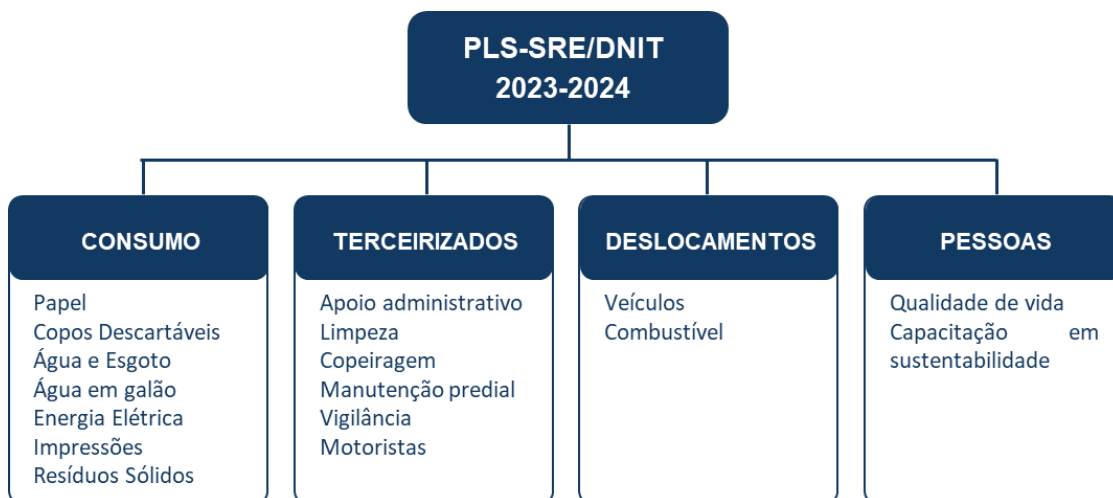 PLS-SRE/DNIT
2023-2024
CONSUMO
Papel
Copos Descartáveis
Água e Esgoto
Água em galão
Energia Elétrica
Impressões
Resíduos Sólidos
TERCEIRIZADOS
Apoio administrativo
Limpeza
Copeiragem
Manutenção predial
Vigilância
Motoristas
DESLOCAMENTOS
Veículos
Combustível
PESSOAS
Qualidade de vida
Capacitação em
sustentabilidade